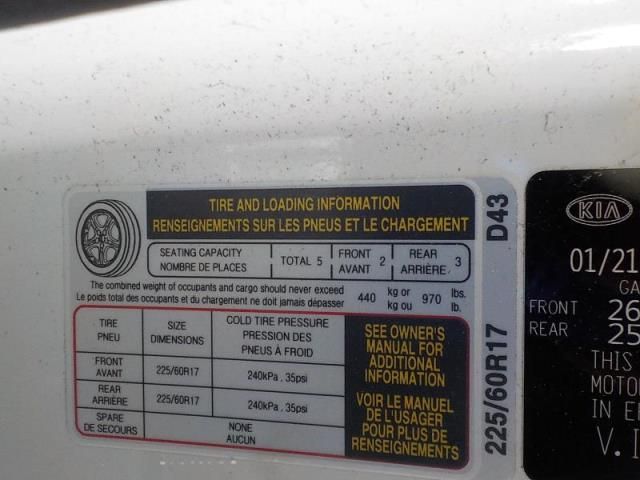 TIRE AND LOADING INFORMATION
RENSEIGNEMENTS SUR LES PNEUS ET LE CHARGEMENT
SEATING CAPACITY
NOMBRE DE PLACES
TOTAL 5
FRONT
AVANT 2
REAR
ARRIÈRE 3
The combined weight of occupants and cargo should never exceed
Le poids total des occupants et du chargement ne doit jamais dépasser
440 kg or
kg ou
970 lbs.
lb.
TIRE
PNEU
SIZE
DIMENSIONS
COLD TIRE PRESSURE
PRESSION DES
PNEUS À FROID
FRONT
AVANT
225/60R17
240kPa , 35psi
REAR
ARRIÈRE
225/60R17
240kPa , 35psi
SPARE
DE SECOURS
NONE
AUCUN
SEE OWNER'S
MANUAL FOR
ADDITIONAL
INFORMATION
VOIR LE MANUEL
DE L'USAGER
POUR PLUS DE
RENSEIGNEMENTS
225/60R17 D43
KIA
01/21
GA
FRONT 26
REAR 25
THIS
MOTO
IN E
V.I